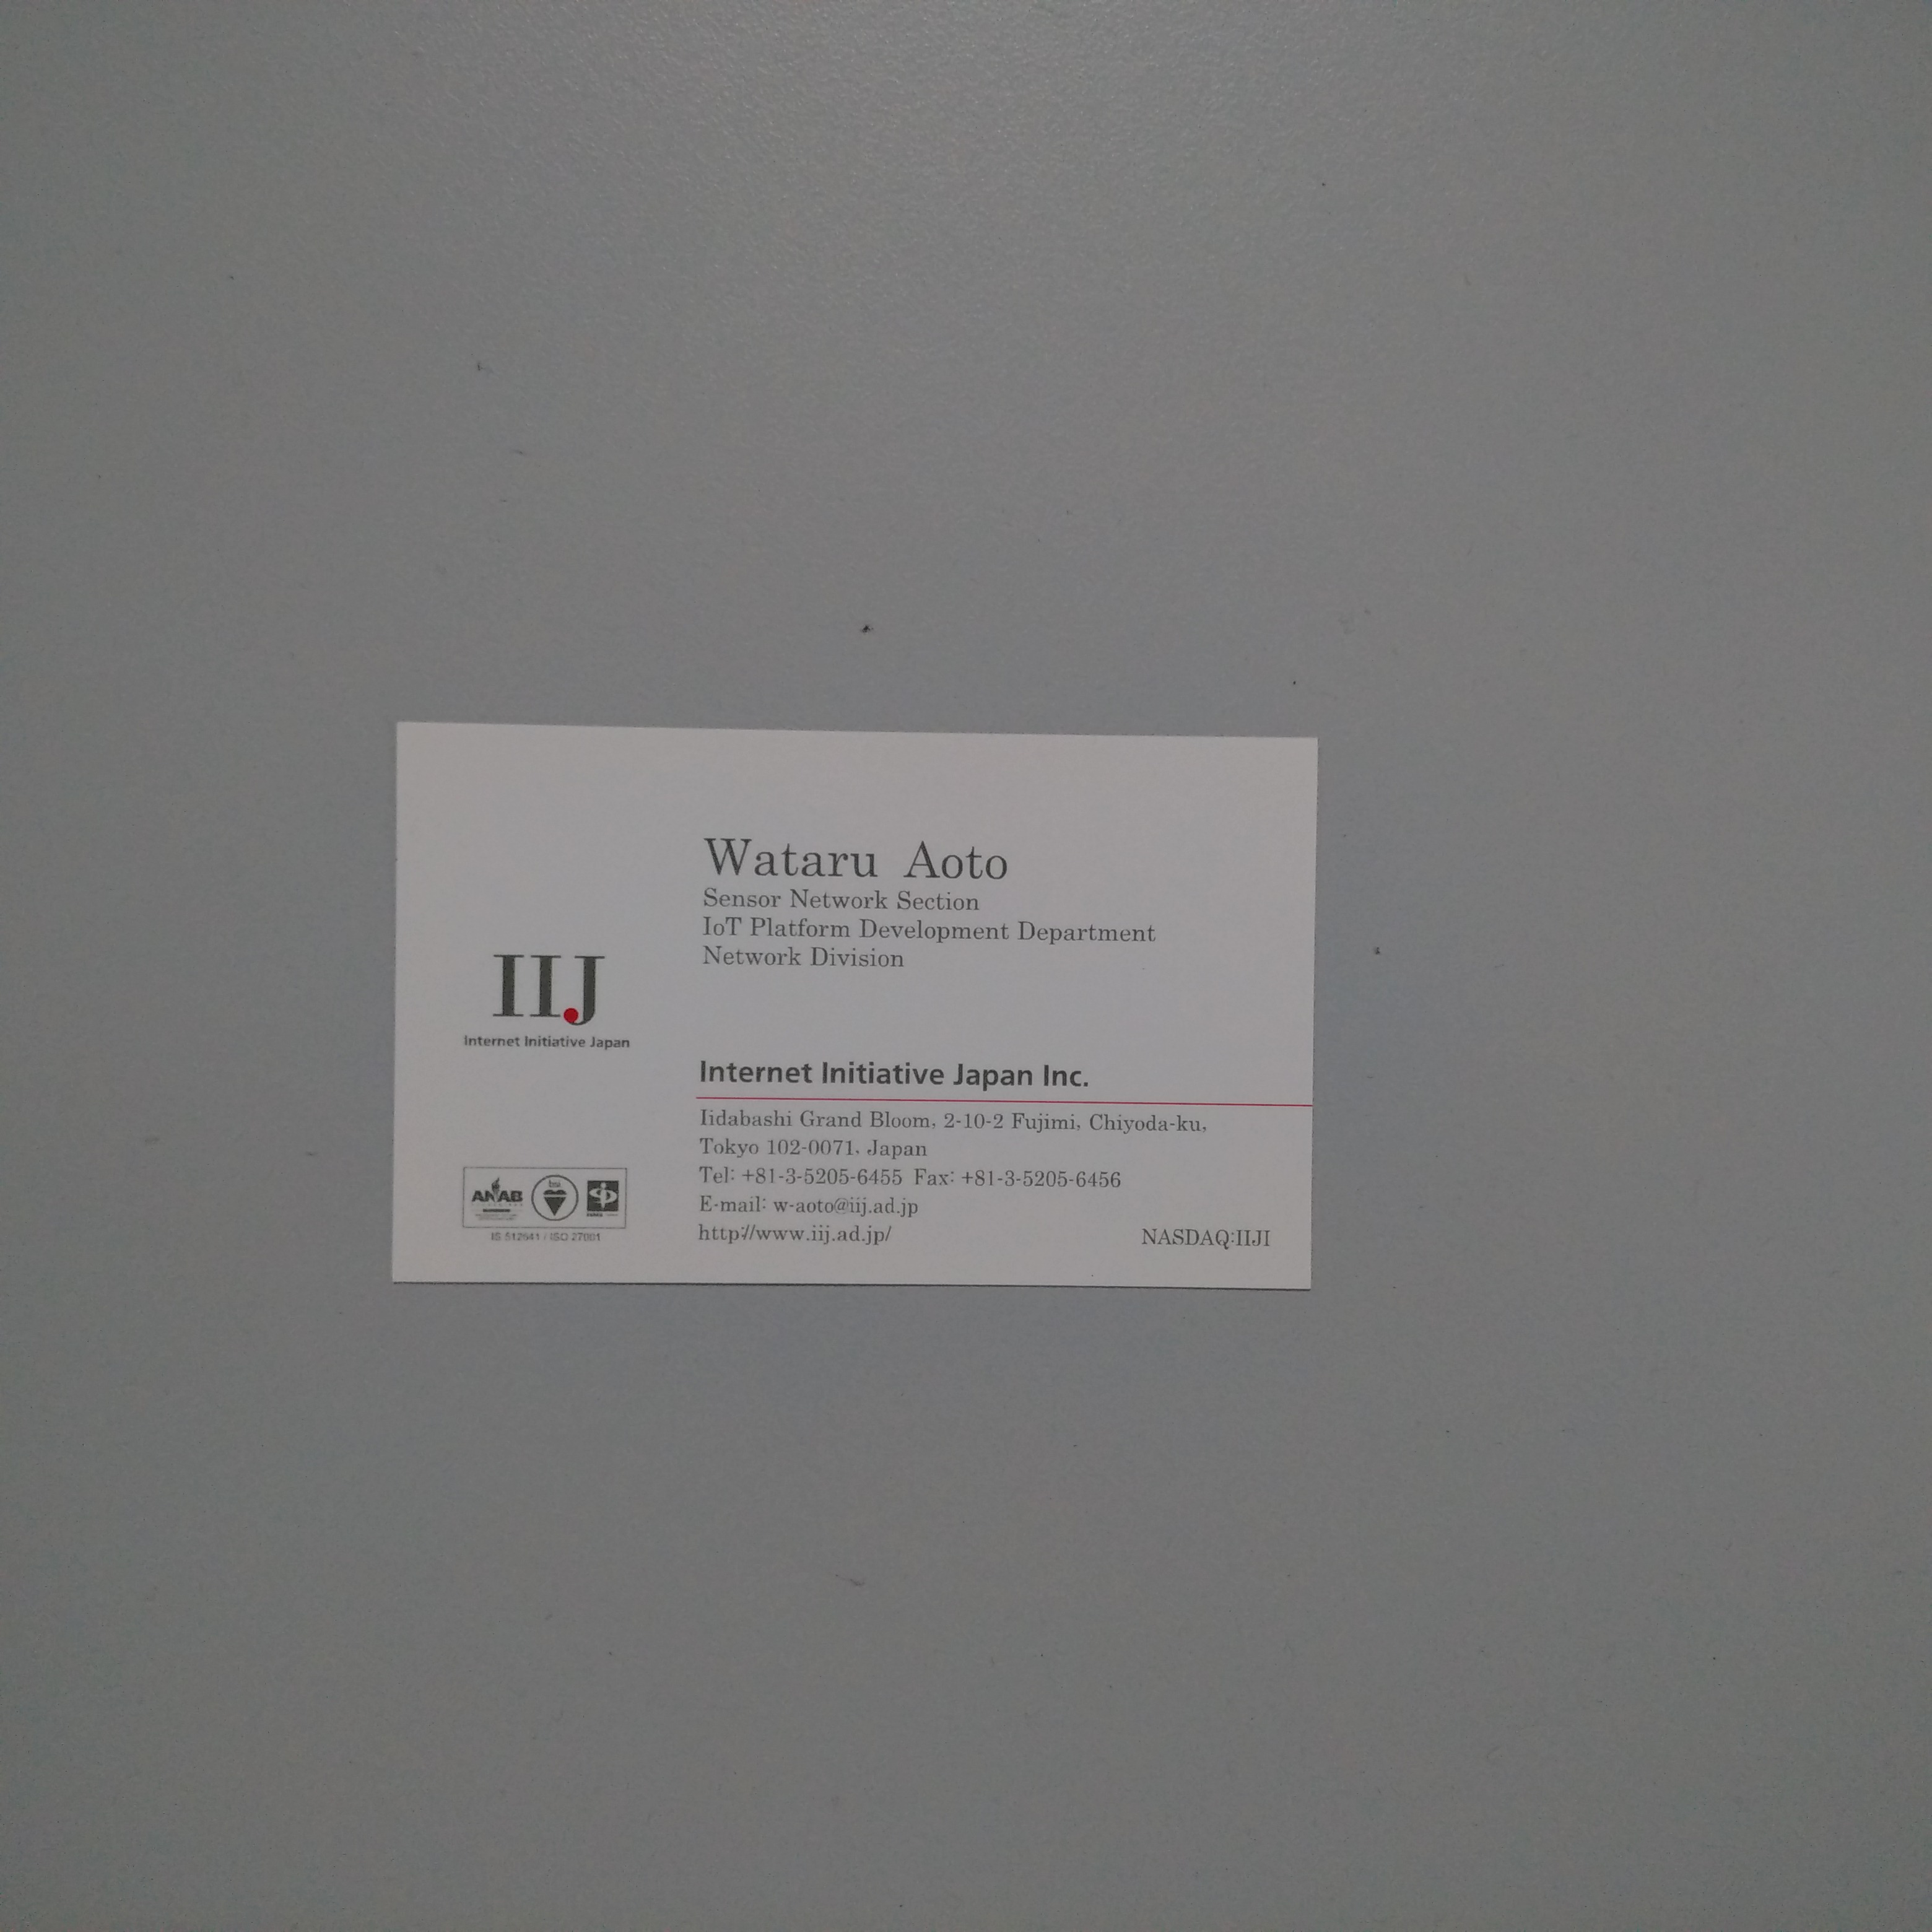 Wataru Aoto
Sensor Network Section
IoT Platform Development Department
Network Division
IIJ
Internet Initiative Japan
Internet Initiative Japan Inc.
Iidabashi Grand Bloom, 2-10-2 Fujimi, Chiyoda-ku,
Tokyo 102-0071, Japan
Tel: +81-3-5205-6455 Fax: +81-3-5205-6456
E-mail: w-aoto@iij.ad.jp
http://www.iij.ad.jp/
NASDAQ:IIJI
ANAB
bsi
IS 512641 / ISO 27001